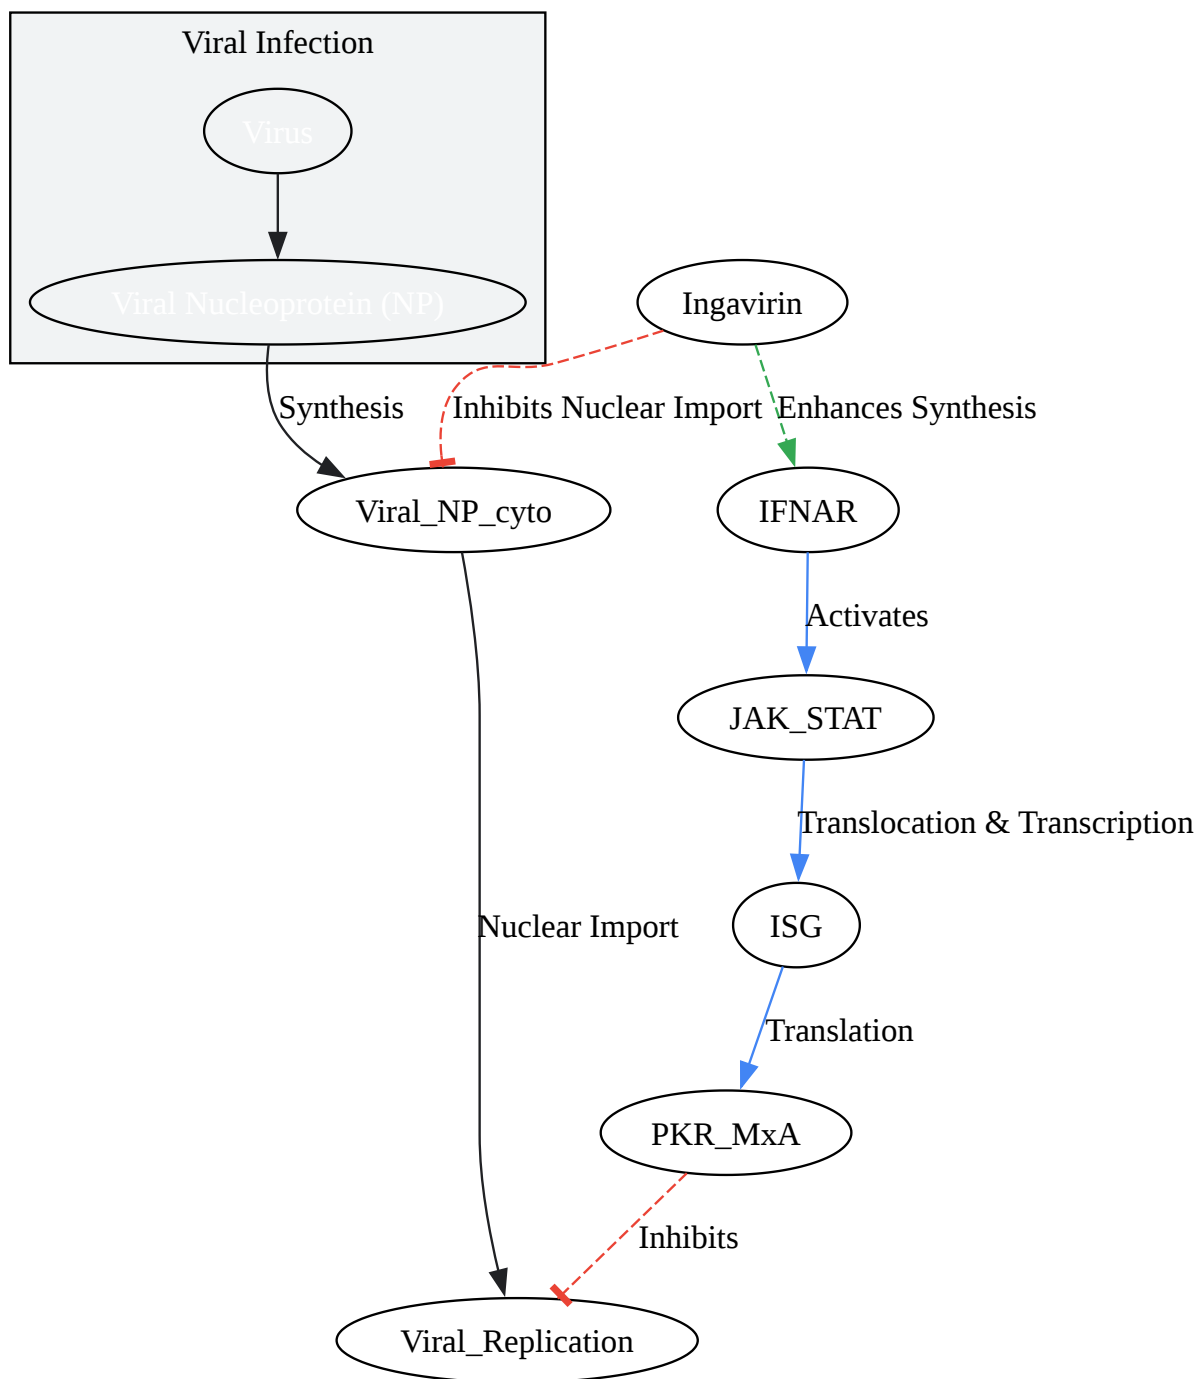 Viral Infection
Virus
Viral Nucleoprotein (NP)
Ingavirin
Synthesis
Inhibits Nuclear Import
Enhances Synthesis
Viral_NP_cyto
IFNAR
Activates
JAK_STAT
Translocation & Transcription
Nuclear Import
ISG
Translation
PKR_MxA
Inhibits
Viral_Replication